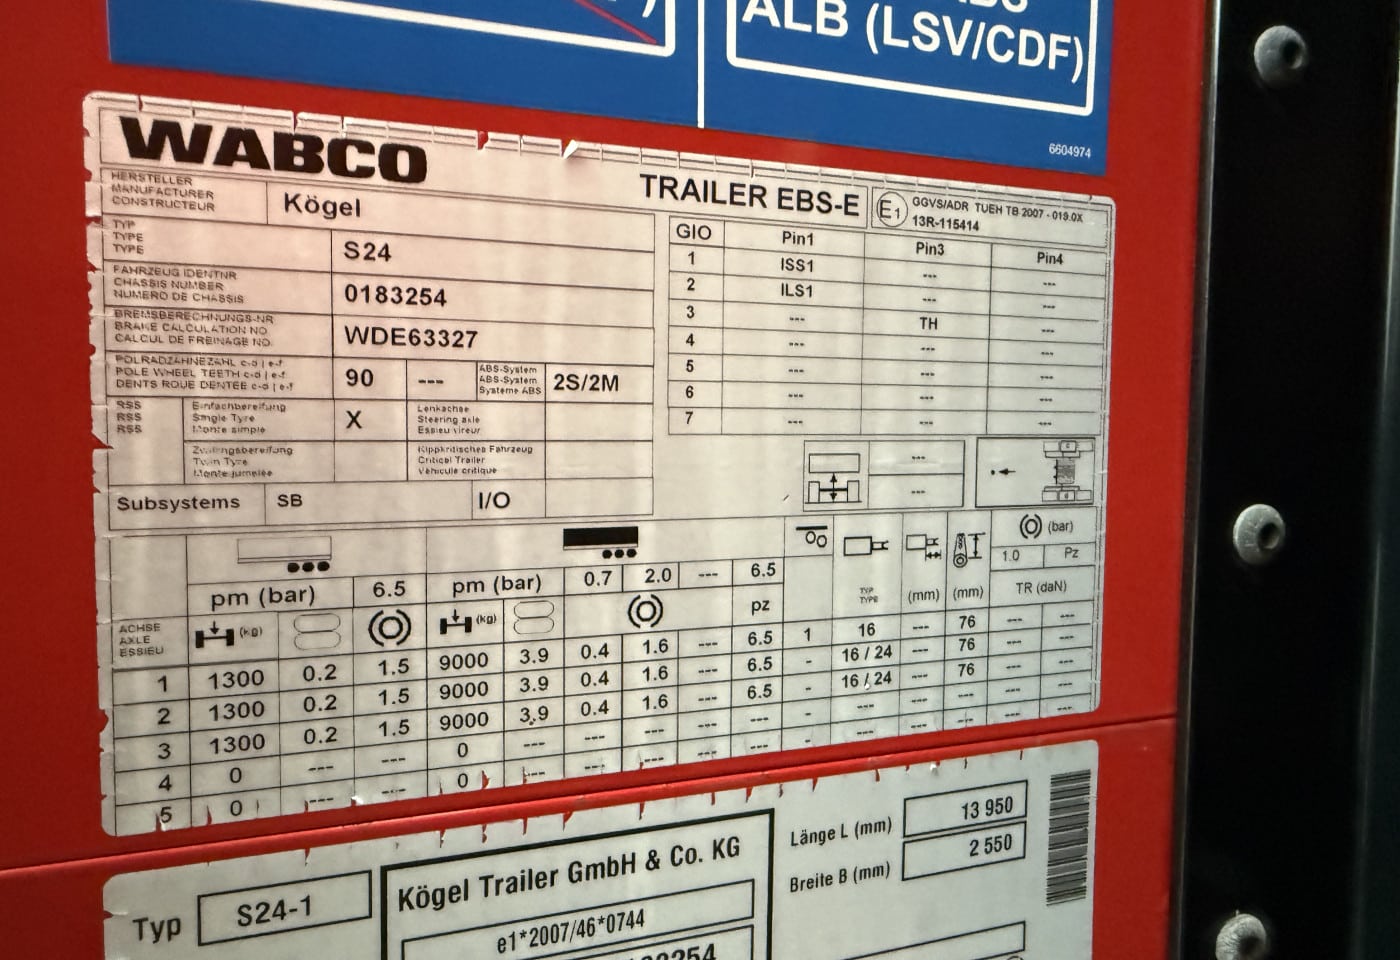 ALB (LSV/CDF)
6604974
WABCO
TRAILER EBS-E
E1
GGVS/ADR TUEH TB 2007 - 019.0X
13R-115414
HERSTELLER
MANUFACTURER
CONSTRUCTEUR
Kögel
TYP
TYPE
TYPE
S24
FAHRZEUG IDENTNR
CHASSIS NUMBER
NUMERO DE CHASSIS
0183254
BREMSBERECHNUNGS-NR
BRAKE CALCULATION NO
CALCUL DE FREINAGE NO.
WDE63327
POLRADZÄHNEZAHL c-d | e-f
POLE WHEEL TEETH c-d | e-f
DENTS ROUE DENTEE c-d | e-f
90 ---
ABS-System
ABS-System
Systeme ABS
2S/2M
RSS
RSS
RSS
Einfachbereifung
Single Tyre
Monte simple
X
Lenkachse
Steering axle
Essieu vireur
Zwillingsbereifung
Twin Tyre
Monte jumelée
Kippkritisches Fahrzeug
Critical Trailer
Véhicule critique
Subsystems SB I/O
GIO Pin1 Pin3 Pin4
1 ISS1 --- ---
2 ILS1 --- ---
3 --- TH ---
4 --- --- ---
5 --- --- ---
6 --- --- ---
7 --- --- ---
---
---
c
d
pm (bar) 6.5 pm (bar) 0.7 2.0 --- 6.5
(bar)
1.0 Pz
ACHSE
AXLE
ESSIEU
(kg) (kg) pz
TYP
TYPE
(mm) (mm) TR (daN)
1 1300 0.2 1.5 9000 3.9 0.4 1.6 --- 6.5 1 16 --- 76 --- ---
2 1300 0.2 1.5 9000 3.9 0.4 1.6 --- 6.5 - 16 / 24 --- 76 --- ---
3 1300 0.2 1.5 9000 3.9 0.4 1.6 --- 6.5 - 16 / 24 --- 76 --- ---
4 0 --- --- 0 --- --- --- --- --- - --- --- --- --- ---
5 0 --- --- 0 --- --- --- --- --- - --- --- --- --- ---
Typ S24-1
Kögel Trailer GmbH & Co. KG
e1*2007/46*0744
Länge L (mm) 13 950
Breite B (mm) 2 550